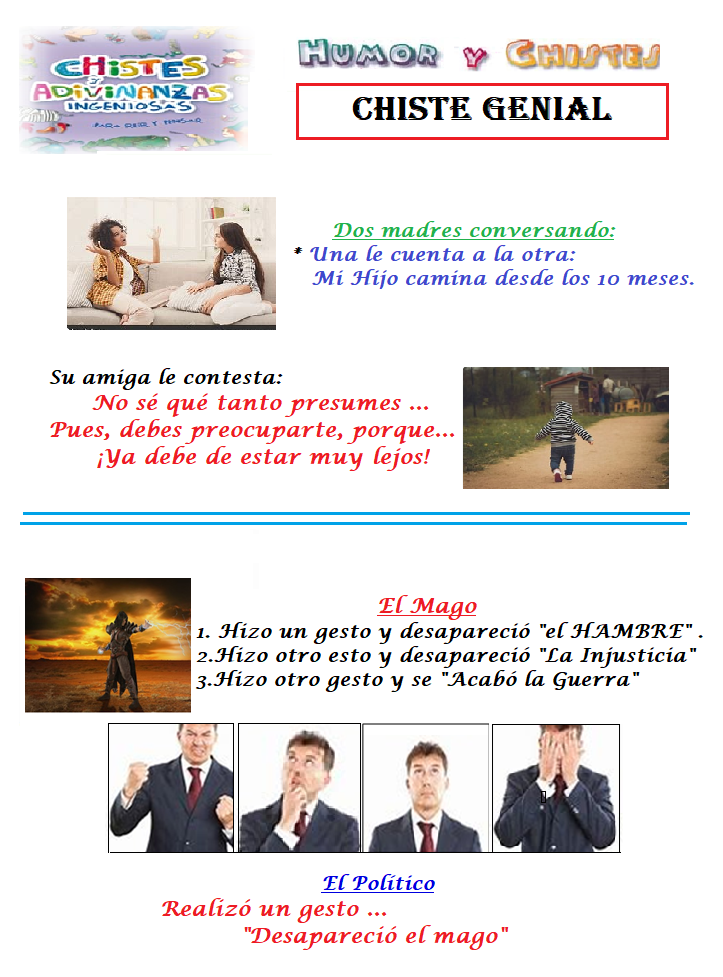 CHISTES
Y
ADIVINANZAS
INGENIOSAS
PARA REIR Y PENSAR
HUMOR Y CHISTES
CHISTE GENIAL
Dos madres conversando:
* Una le cuenta a la otra:
Mi Hijo camina desde los 10 meses.
Su amiga le contesta:
No sé qué tanto presumes ...
Pues, debes preocuparte, porque...
¡Ya debe de estar muy lejos!
El Mago
1. Hizo un gesto y desapareció "el HAMBRE" .
2.Hizo otro esto y desapareció "La Injusticia"
3.Hizo otro gesto y se "Acabó la Guerra"
El Político
Realizó un gesto ...
"Desapareció el mago"